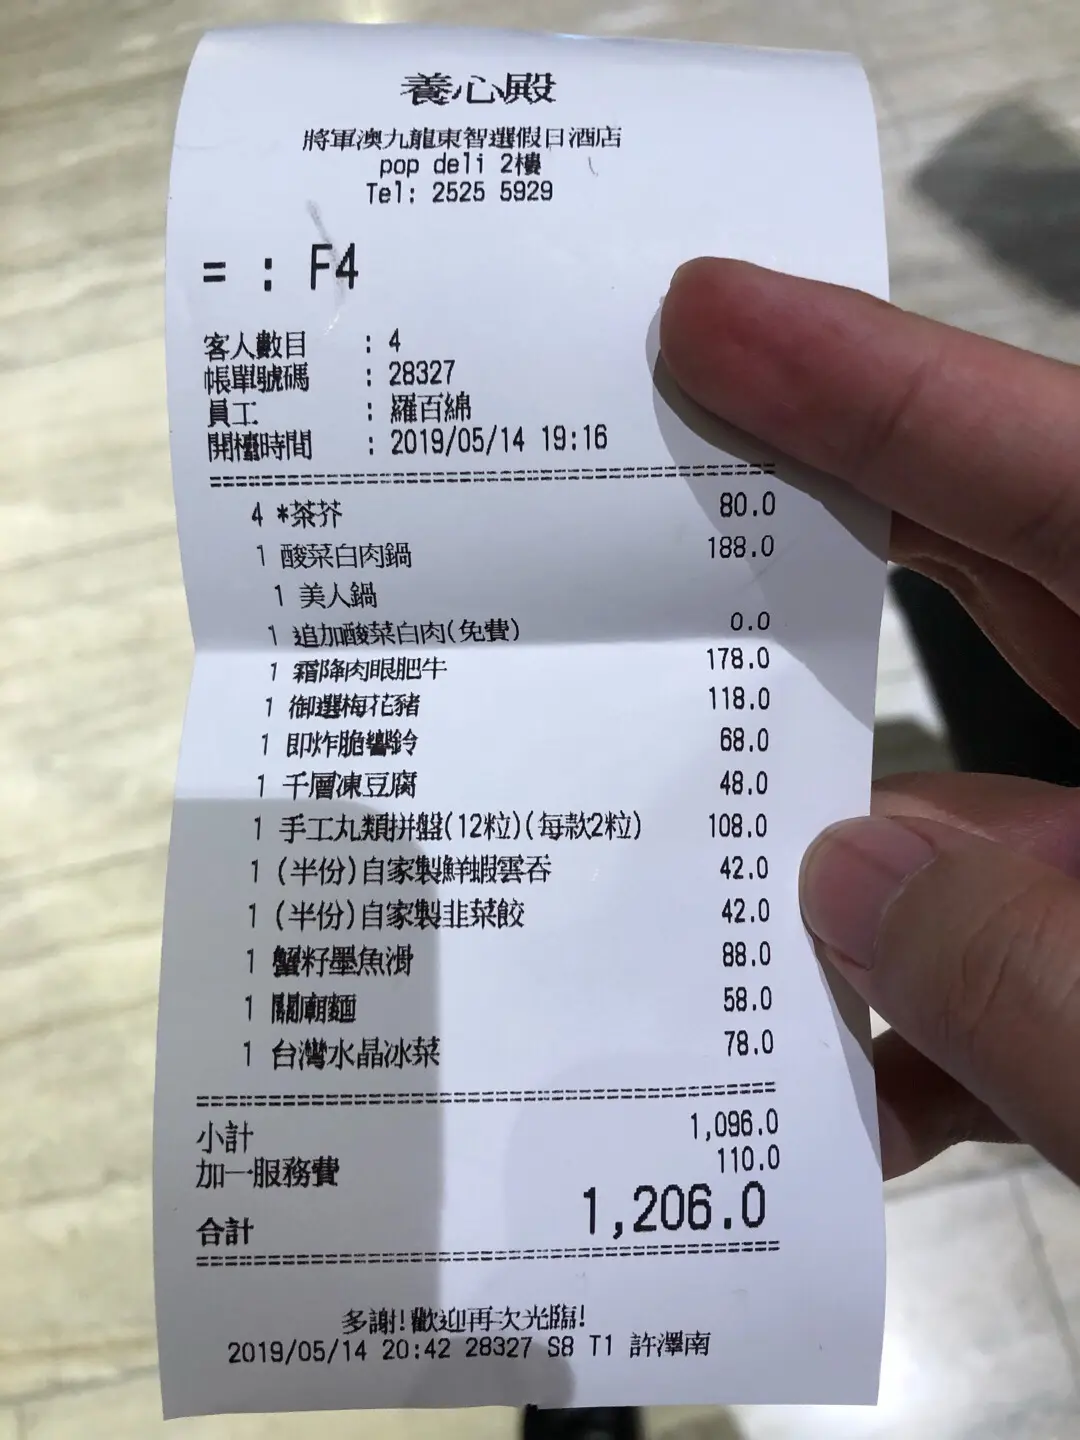 養心殿
將軍澳九龍東智選假日酒店
pop deli 2樓
Tel: 2525 5929
= : F4
客人數目 : 4
帳單號碼 : 28327
員工 : 羅百綿
開檯時間 : 2019/05/14 19:16
4 *茶芥 80.0
1 酸菜白肉鍋 188.0
1 美人鍋
1 追加酸菜白肉(免費) 0.0
1 霜降肉眼肥牛 178.0
1 御選梅花豬 118.0
1 即炸脆響鈴 68.0
1 千層凍豆腐 48.0
1 手工丸類拼盤(12粒)(每款2粒) 108.0
1 (半份)自家製鮮蝦雲吞 42.0
1 (半份)自家製韭菜餃 42.0
1 蟹籽墨魚滑 88.0
1 關廟麵 58.0
1 台灣水晶冰菜 78.0
小計 1,096.0
加一服務費 110.0
合計 1,206.0
多謝!歡迎再次光臨!
2019/05/14 20:42 28327 S8 T1 許澤南